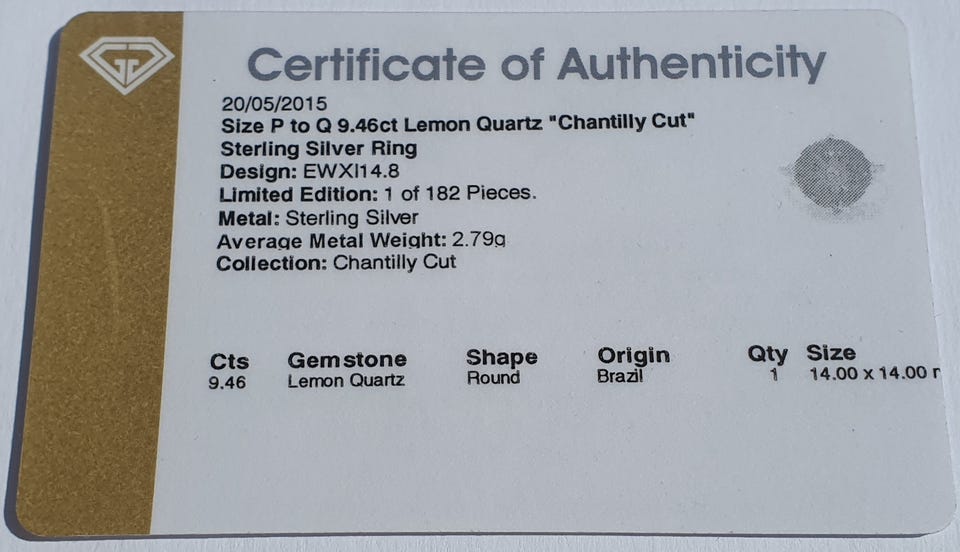 Certificate of Authenticity
20/05/2015
Size P to Q 9.46ct Lemon Quartz "Chantilly Cut"
Sterling Silver Ring
Design: EWXI14.8
Limited Edition: 1 of 182 Pieces.
Metal: Sterling Silver
Average Metal Weight: 2.79g
Collection: Chantilly Cut
Cts Gemstone Shape Origin Qty Size
9.46 Lemon Quartz Round Brazil 1 14.00 x 14.00